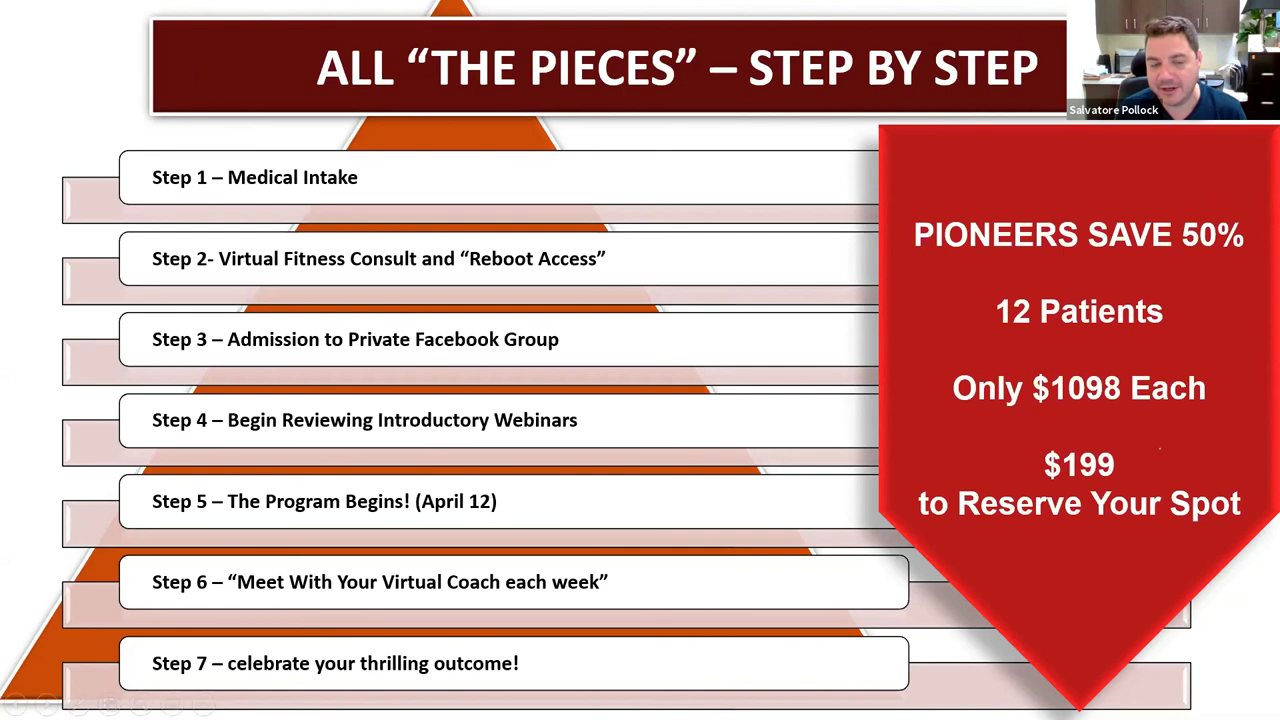 ALL “THE PIECES” – STEP BY STEP
Salvatore Pollock
Step 1 – Medical Intake
Step 2- Virtual Fitness Consult and “Reboot Access”
Step 3 – Admission to Private Facebook Group
Step 4 – Begin Reviewing Introductory Webinars
Step 5 – The Program Begins! (April 12)
Step 6 – “Meet With Your Virtual Coach each week”
Step 7 – celebrate your thrilling outcome!
PIONEERS SAVE 50%
12 Patients
Only $1098 Each
$199
to Reserve Your Spot